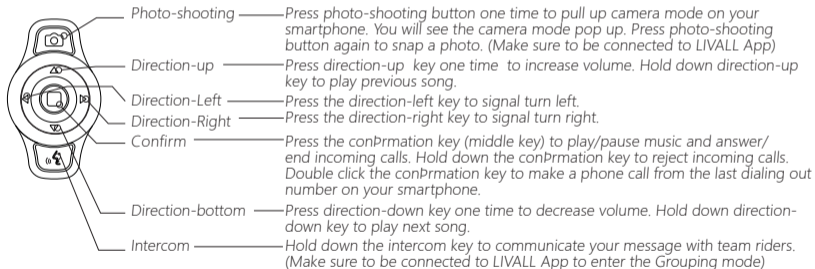 Photo-shooting Press photo-shooting button one time to pull up camera mode on your
smartphone. You will see the camera mode pop up. Press photo-shooting
button again to snap a photo. (Make sure to be connected to LIVALL App)
Direction-up Press direction-up key one time to increase volume. Hold down direction-up
key to play previous song.
Direction-Left Press the direction-left key to signal turn left.
Direction-Right Press the direction-right key to signal turn right.
Confirm Press the conÞrmation key (middle key) to play/pause music and answer/
end incoming calls. Hold down the conÞrmation key to reject incoming calls.
Double click the conÞrmation key to make a phone call from the last dialing out
number on your smartphone.
Direction-bottom Press direction-down key one time to decrease volume. Hold down direction-
down key to play next song.
Intercom Hold down the intercom key to communicate your message with team riders.
(Make sure to be connected to LIVALL App to enter the Grouping mode)